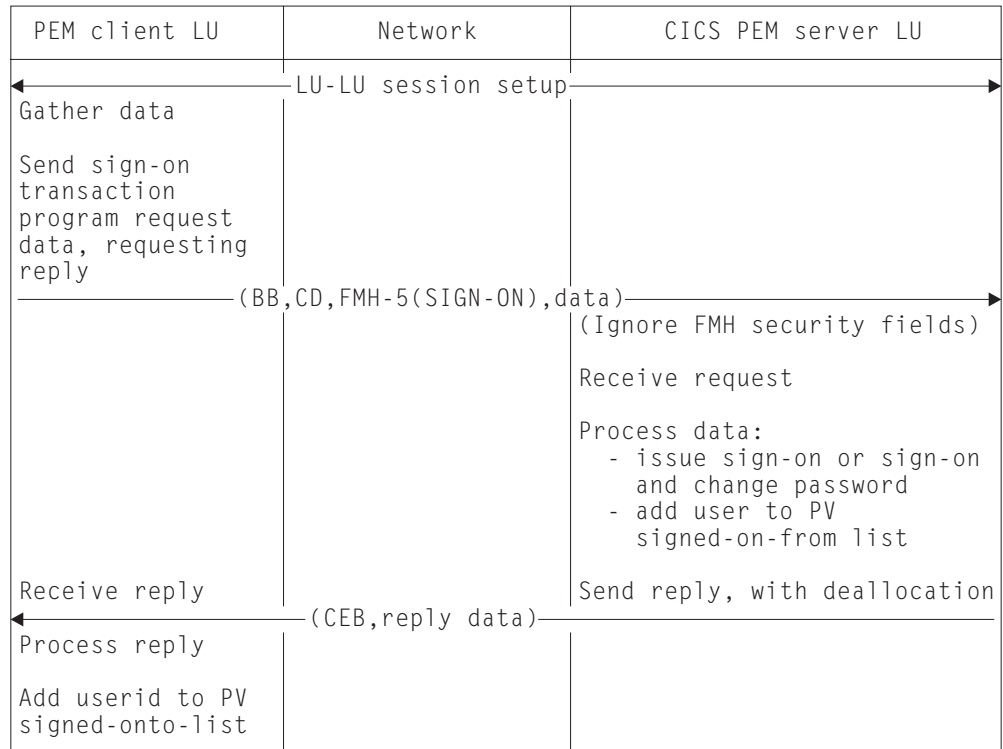 PEM client LU
Network
CICS PEM server LU
LU-LU session setup
Gather data
Send sign-on
transaction
program request
data, requesting
reply
(BB,CD,FMH-5(SIGN-ON),data)
(Ignore FMH security fields)
Receive request
Process data:
- issue sign-on or sign-on
and change password
- add user to PV
signed-on-from list
Receive reply
Send reply, with deallocation
(CEB,reply data)
Process reply
Add userid to PV
signed-onto-list